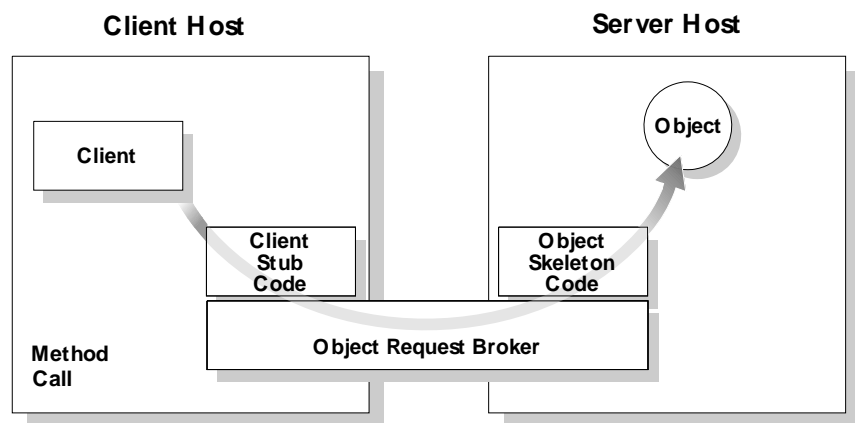 Client Host
Server Host
Client
Object
Client
Stub
Code
Object
Skeleton
Code
Object Request Broker
Method
Call